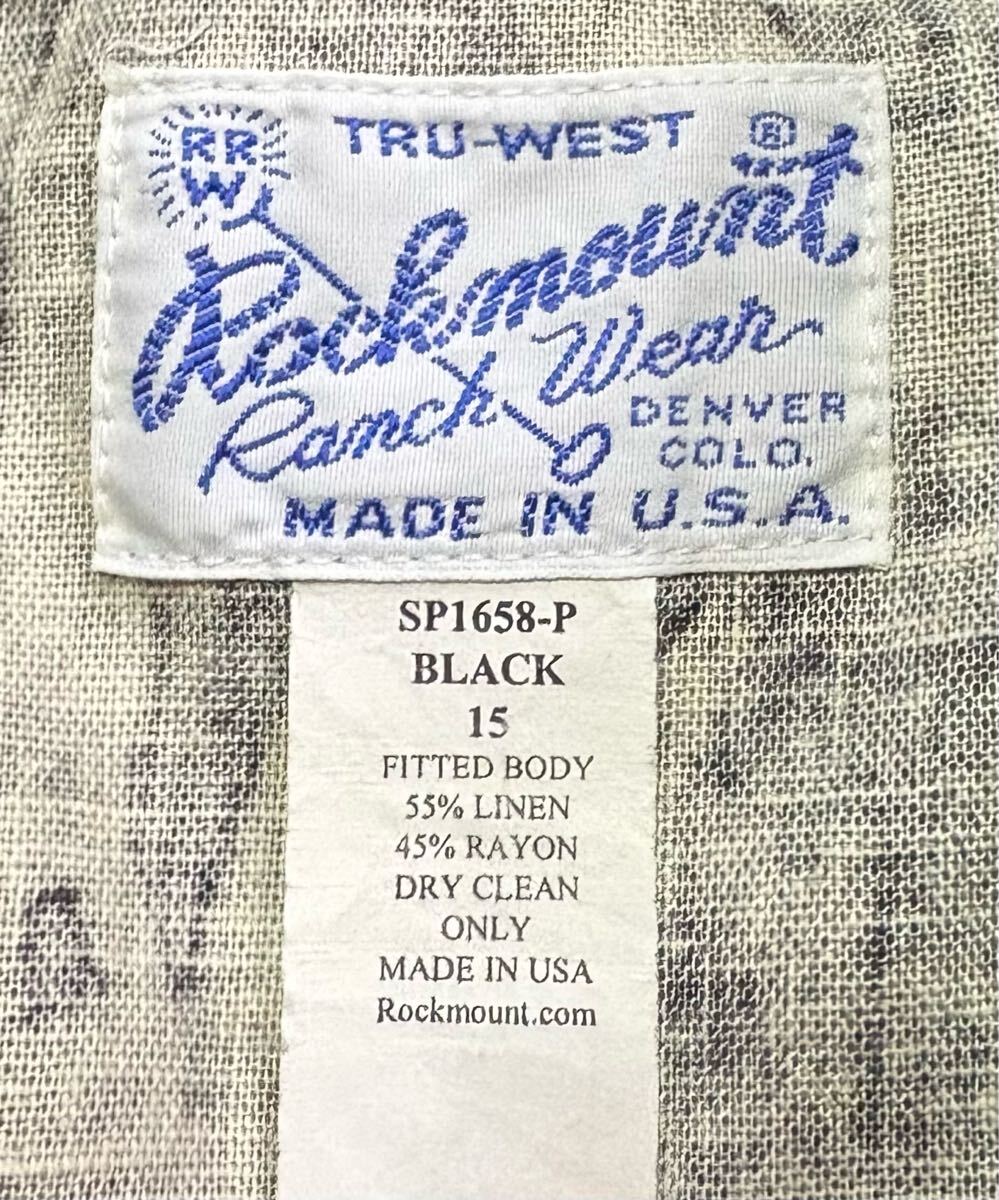 RR
W
TRU-WEST ®
Rockmount
Ranch Wear
DENVER
COLO.
MADE IN U.S.A.
SP1658-P
BLACK
15
FITTED BODY
55% LINEN
45% RAYON
DRY CLEAN
ONLY
MADE IN USA
Rockmount.com